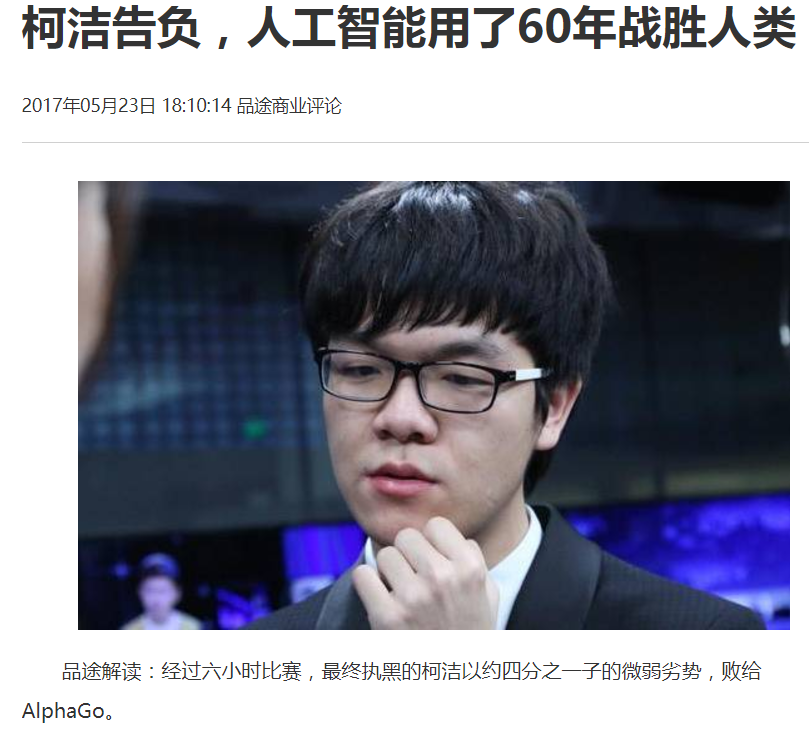 柯洁告负，人工智能用了60年战胜人类
2017年05月23日 18:10:14 品途商业评论
品途解读：经过六小时比赛，最终执黑的柯洁以约四分之一子的微弱劣势，败给
AlphaGo。